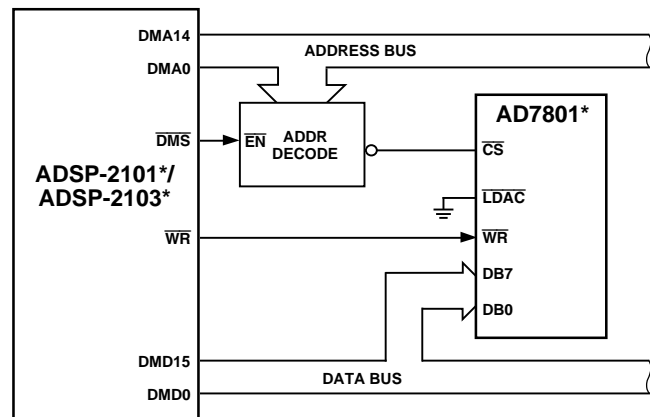 DMA14
ADDRESS BUS
DMA0
AD7801*
DMS
EN
ADDR
DECODE
CS
ADSP-2101*/
ADSP-2103*
LDAC
WR
WR
DB7
DB0
DMD15
DATA BUS
DMD0